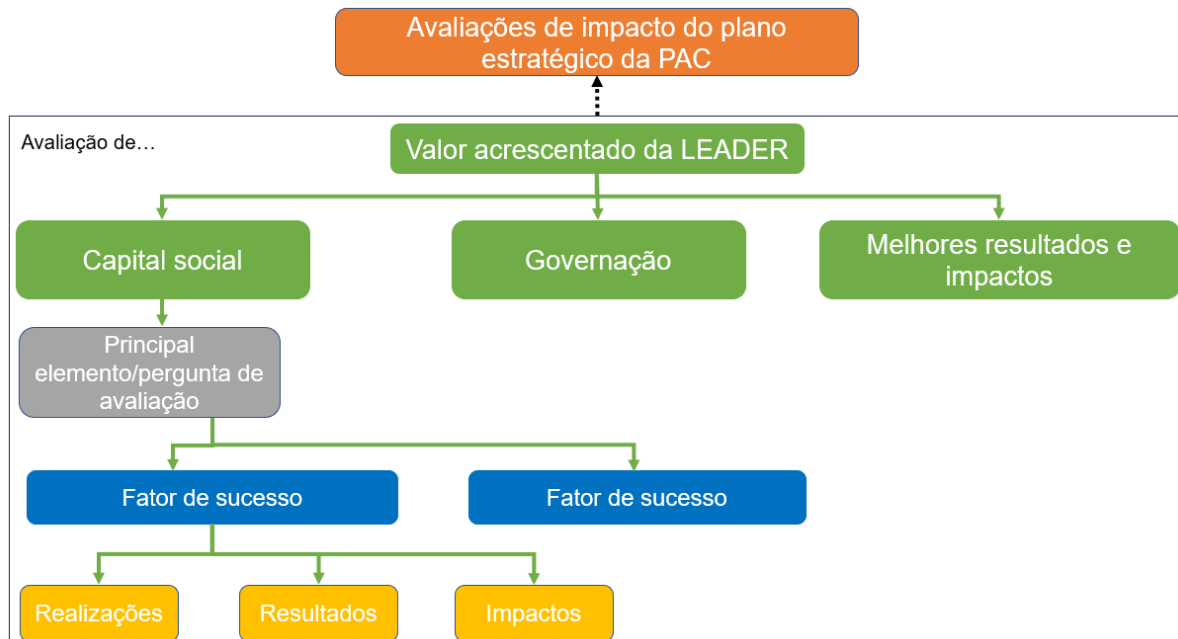 Avaliações de impacto do plano
estratégico da PAC
Avaliação de…
Valor acrescentado da LEADER
Capital social
Governação
Melhores resultados e
impactos
Principal
elemento/pergunta de
avaliação
Fator de sucesso
Fator de sucesso
Realizações
Resultados
Impactos